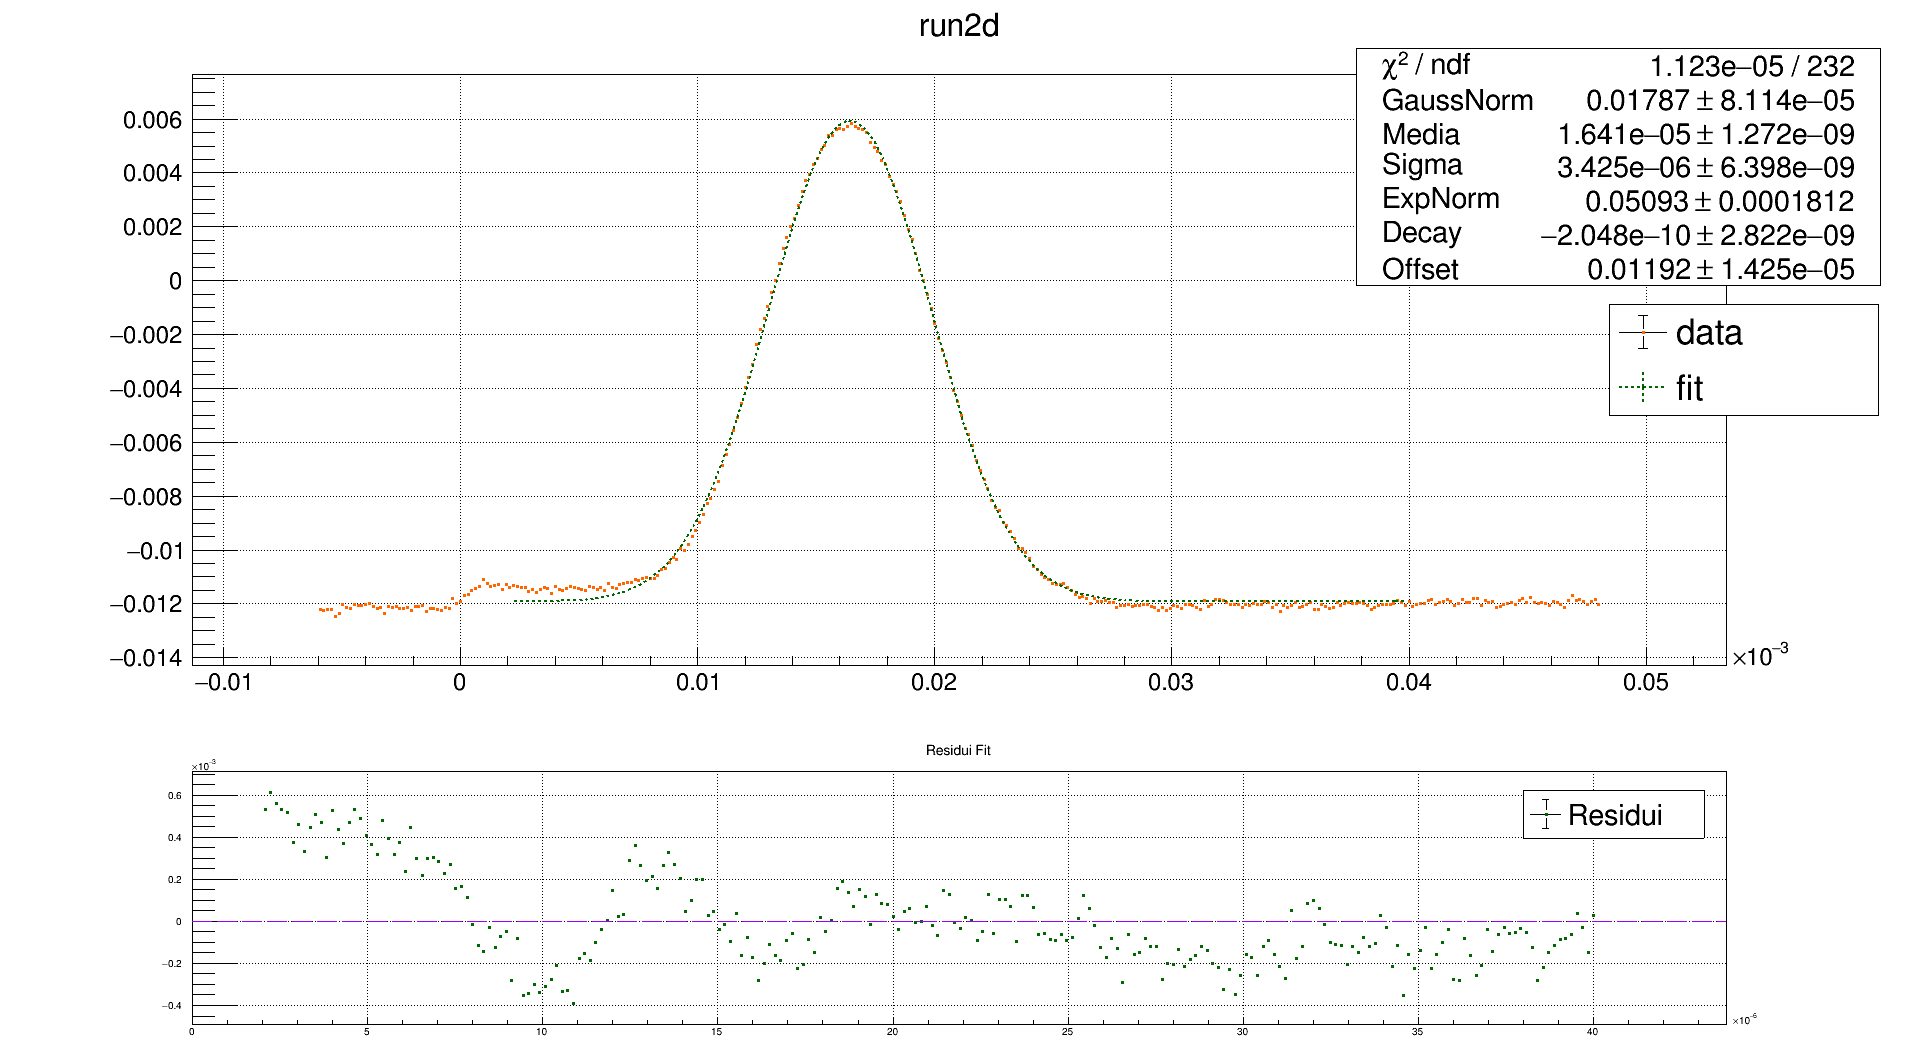 run2d
χ² / ndf 1.123e−05 / 232
GaussNorm 0.01787 ± 8.114e−05
Media 1.641e−05 ± 1.272e−09
Sigma 3.425e−06 ± 6.398e−09
ExpNorm 0.05093 ± 0.0001812
Decay −2.048e−10 ± 2.822e−09
Offset 0.01192 ± 1.425e−05
data
fit
0.006
0.004
0.002
0
−0.002
−0.004
−0.006
−0.008
−0.01
−0.012
−0.014
−0.01 0 0.01 0.02 0.03 0.04 0.05
×10⁻³
Residui Fit
×10⁻³
Residui
0.6
0.4
0.2
0
−0.2
−0.4
0 5 10 15 20 25 30 35 40
×10⁻⁶